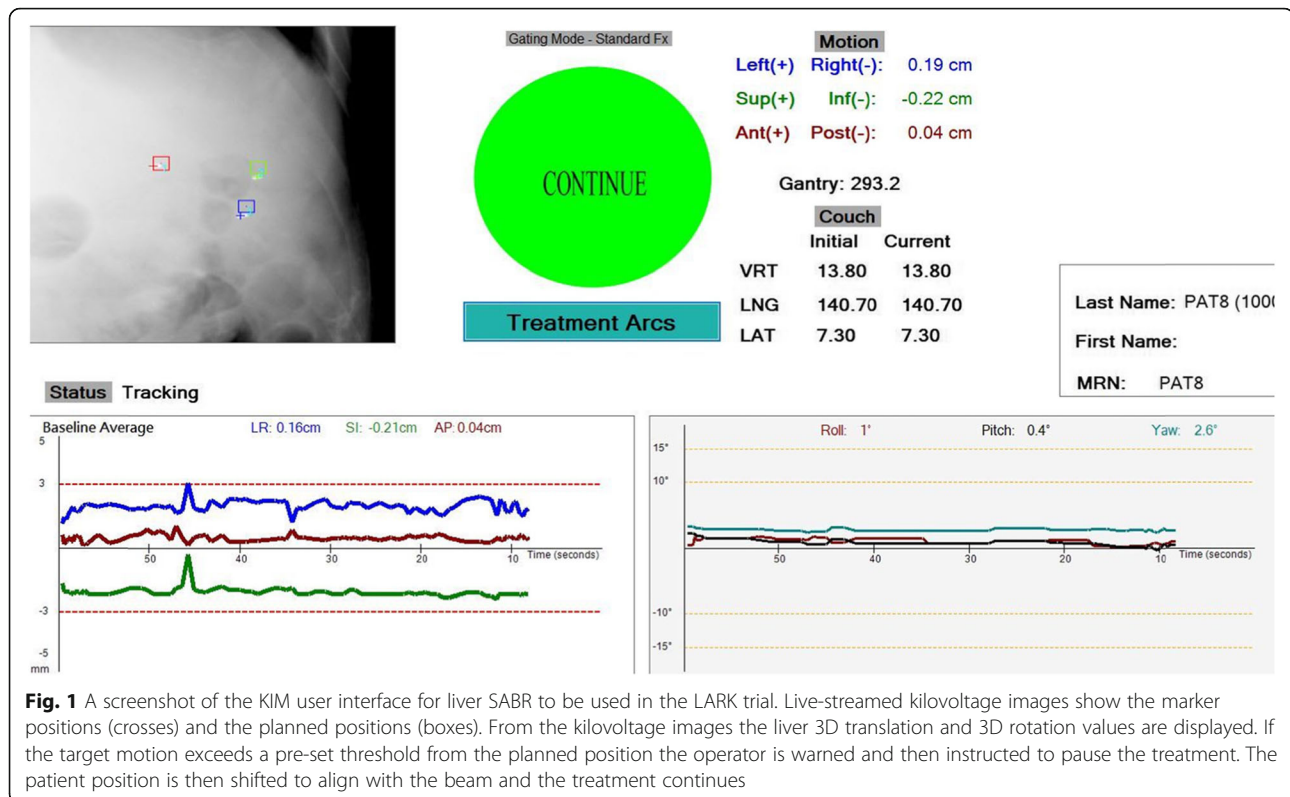 Gating Mode - Standard Fx
CONTINUE
Treatment Arcs
Motion
Left(+) Right(-): 0.19 cm
Sup(+) Inf(-): -0.22 cm
Ant(+) Post(-): 0.04 cm
Gantry: 293.2
Couch
Initial Current
VRT 13.80 13.80
LNG 140.70 140.70
LAT 7.30 7.30
Last Name: PAT8 (1000
First Name:
MRN: PAT8
Status Tracking
Baseline Average LR: 0.16cm SI: -0.21cm AP: 0.04cm
5
3
50 40 30 20 10 Time (seconds)
-3
-5
mm
Roll: 1° Pitch: 0.4° Yaw: 2.6°
15°
10°
50 40 30 20 10 Time (seconds)
-10°
-15°
Fig. 1 A screenshot of the KIM user interface for liver SABR to be used in the LARK trial. Live-streamed kilovoltage images show the marker
positions (crosses) and the planned positions (boxes). From the kilovoltage images the liver 3D translation and 3D rotation values are displayed. If
the target motion exceeds a pre-set threshold from the planned position the operator is warned and then instructed to pause the treatment. The
patient position is then shifted to align with the beam and the treatment continues